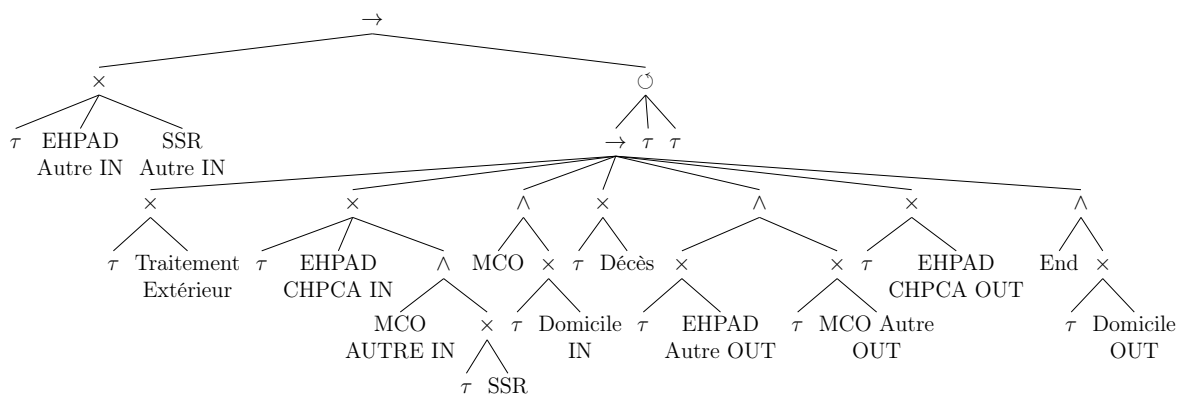 →
× ↺
τ EHPAD SSR → τ τ
Autre IN Autre IN
× × ∧ × ∧ × ∧
τ Traitement τ EHPAD ∧ MCO × τ Décès × × τ EHPAD End ×
Extérieur CHPCA IN CHPCA OUT
MCO × τ Domicile τ EHPAD τ MCO Autre τ Domicile
AUTRE IN IN Autre OUT OUT OUT
τ SSR